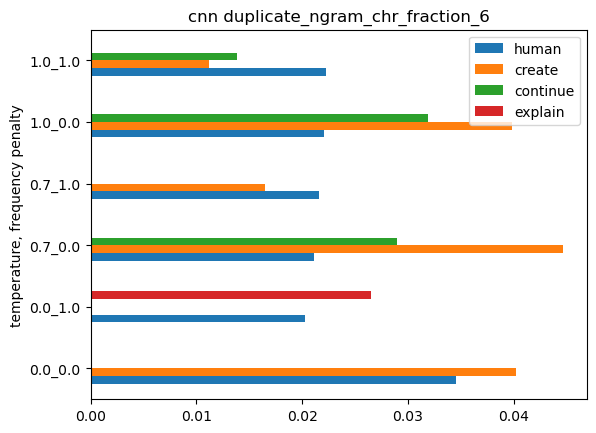 cnn duplicate_ngram_chr_fraction_6
human
create
continue
explain
temperature, frequency penalty
1.0_1.0
1.0_0.0
0.7_1.0
0.7_0.0
0.0_1.0
0.0_0.0
0.00 0.01 0.02 0.03 0.04